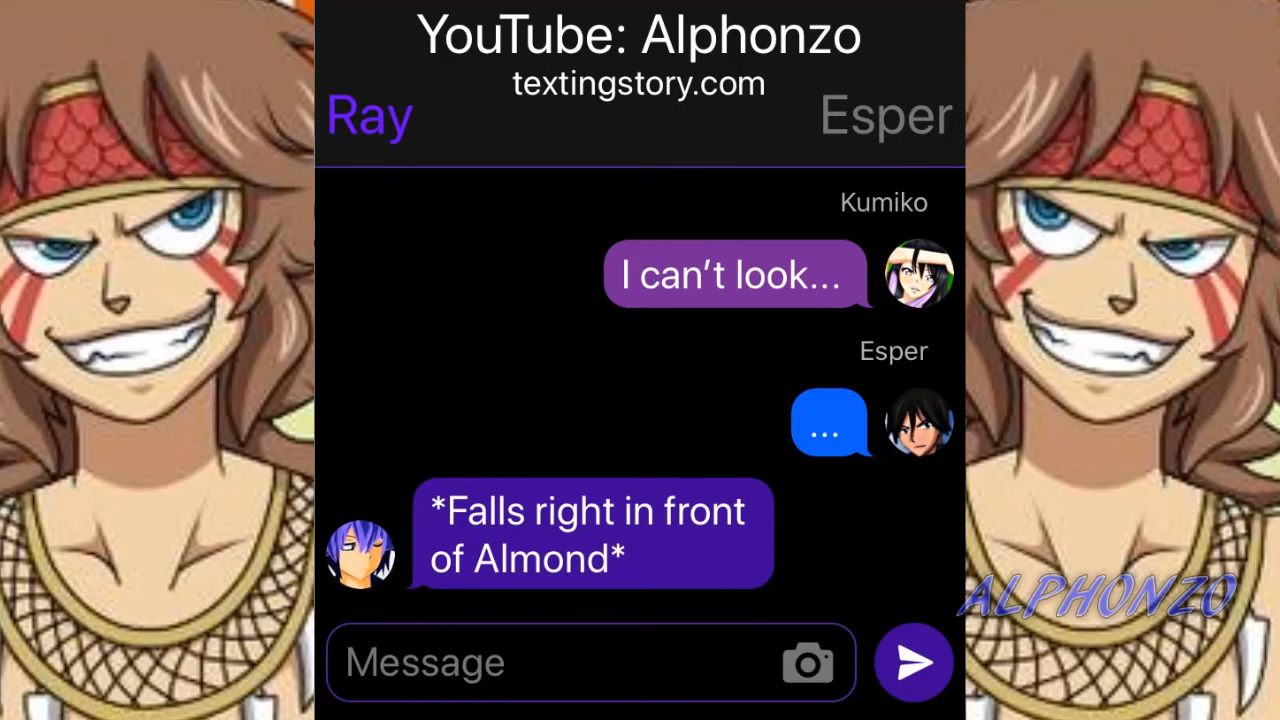 YouTube: Alphonzo
textingstory.com
Ray
Esper
Kumiko
I can’t look...
Esper
...
*Falls right in front
of Almond*
ALPHONZO
Message